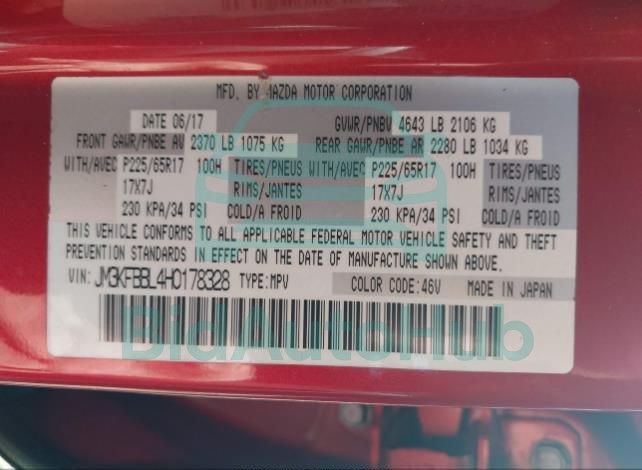 MFD. BY MAZDA MOTOR CORPORATION
DATE 06/17 GVWR/PNBV 4643 LB 2106 KG
FRONT GAWR/PNBE AV 2370 LB 1075 KG REAR GAWR/PNBE AR 2280 LB 1034 KG
WITH/AVEC P225/65R17 100H TIRES/PNEUS WITH/AVEC P225/65R17 100H TIRES/PNEUS
17X7J RIMS/JANTES 17X7J RIMS/JANTES
230 KPA/34 PSI COLD/A FROID 230 KPA/34 PSI COLD/A FROID
THIS VEHICLE CONFORMS TO ALL APPLICABLE FEDERAL MOTOR VEHICLE SAFETY AND THEFT
PREVENTION STANDARDS IN EFFECT ON THE DATE OF MANUFACTURE SHOWN ABOVE.
VIN: JM3KFBBL4H0178328 TYPE:MPV COLOR CODE:46V MADE IN JAPAN
BidAutoHub